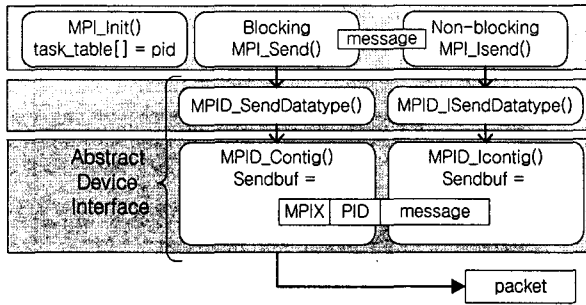 MPI_Init()
task_table[] = pid
Blocking
MPI_Send()
message
Non-blocking
MPI_Isend()
MPID_SendDatatype()
MPID_ISendDatatype()
Abstract
Device
Interface
MPID_Contig()
Sendbuf =
MPID_Icontig()
Sendbuf =
MPIX PID message
packet